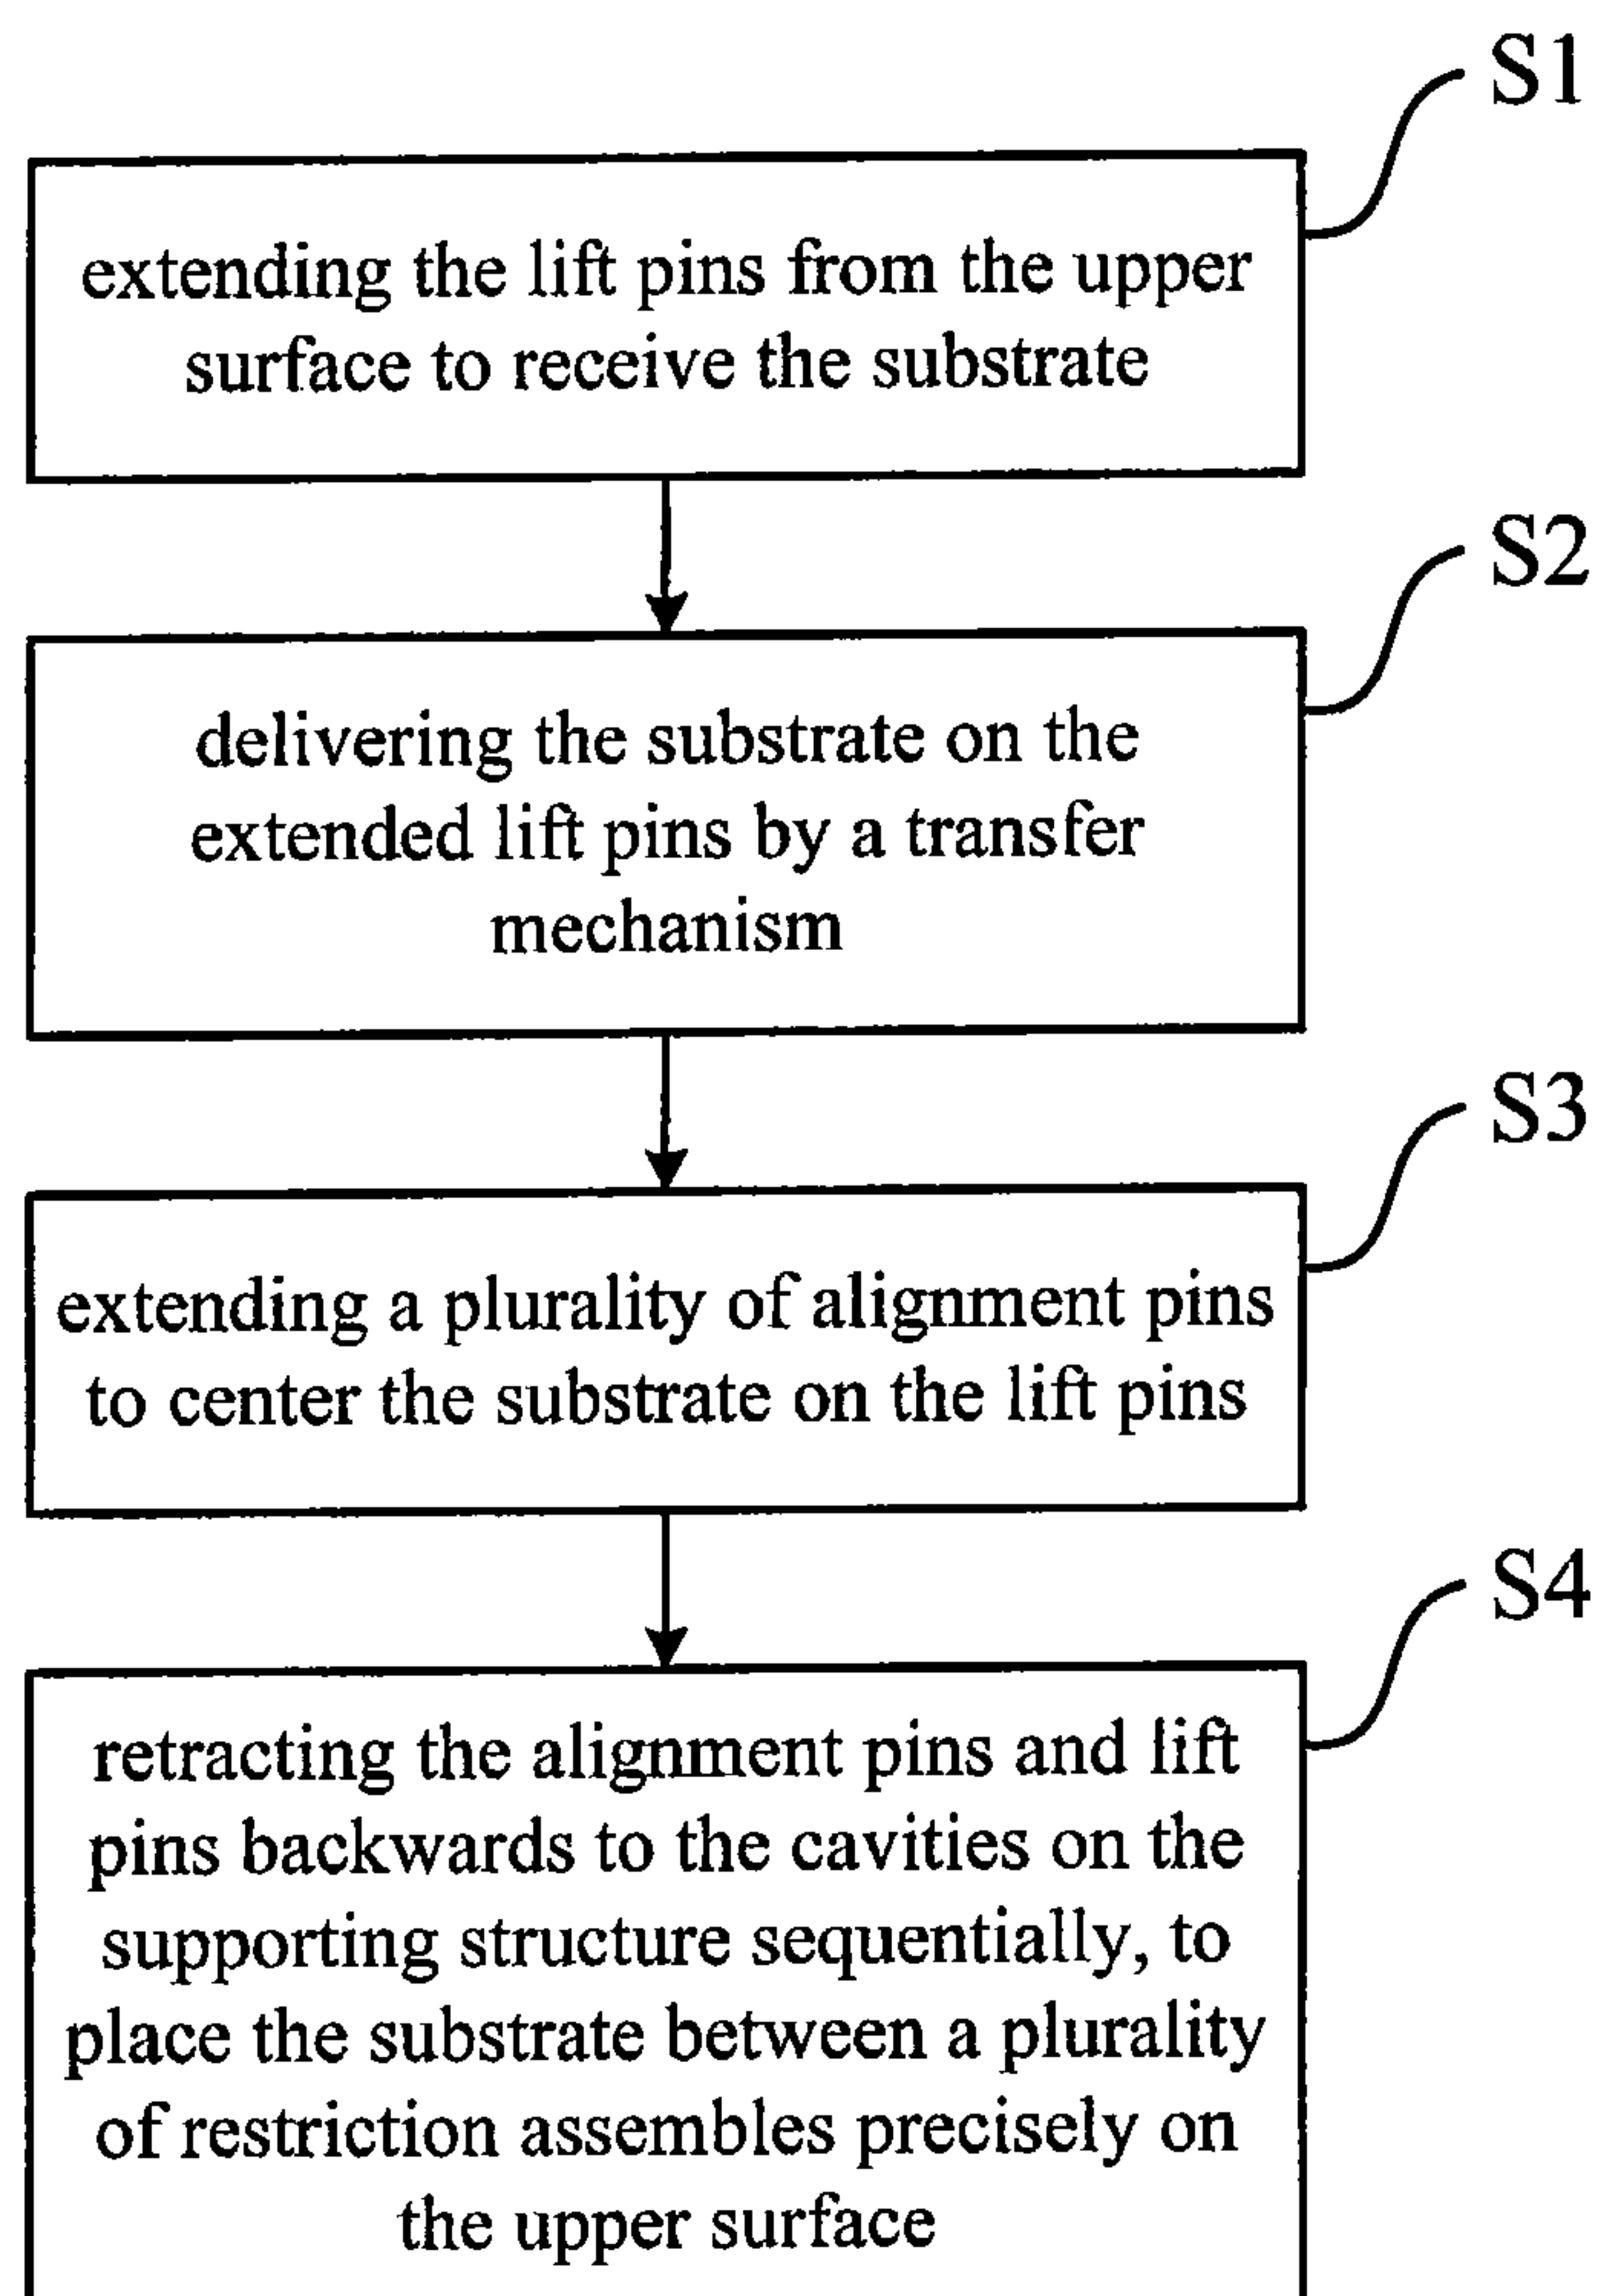 S1
extending the lift pins from the upper
surface to receive the substrate
S2
delivering the substrate on the
extended lift pins by a transfer
mechanism
S3
extending a plurality of alignment pins
to center the substrate on the lift pins
S4
retracting the alignment pins and lift
pins backwards to the cavities on the
supporting structure sequentially, to
place the substrate between a plurality
of restriction assembles precisely on
the upper surface